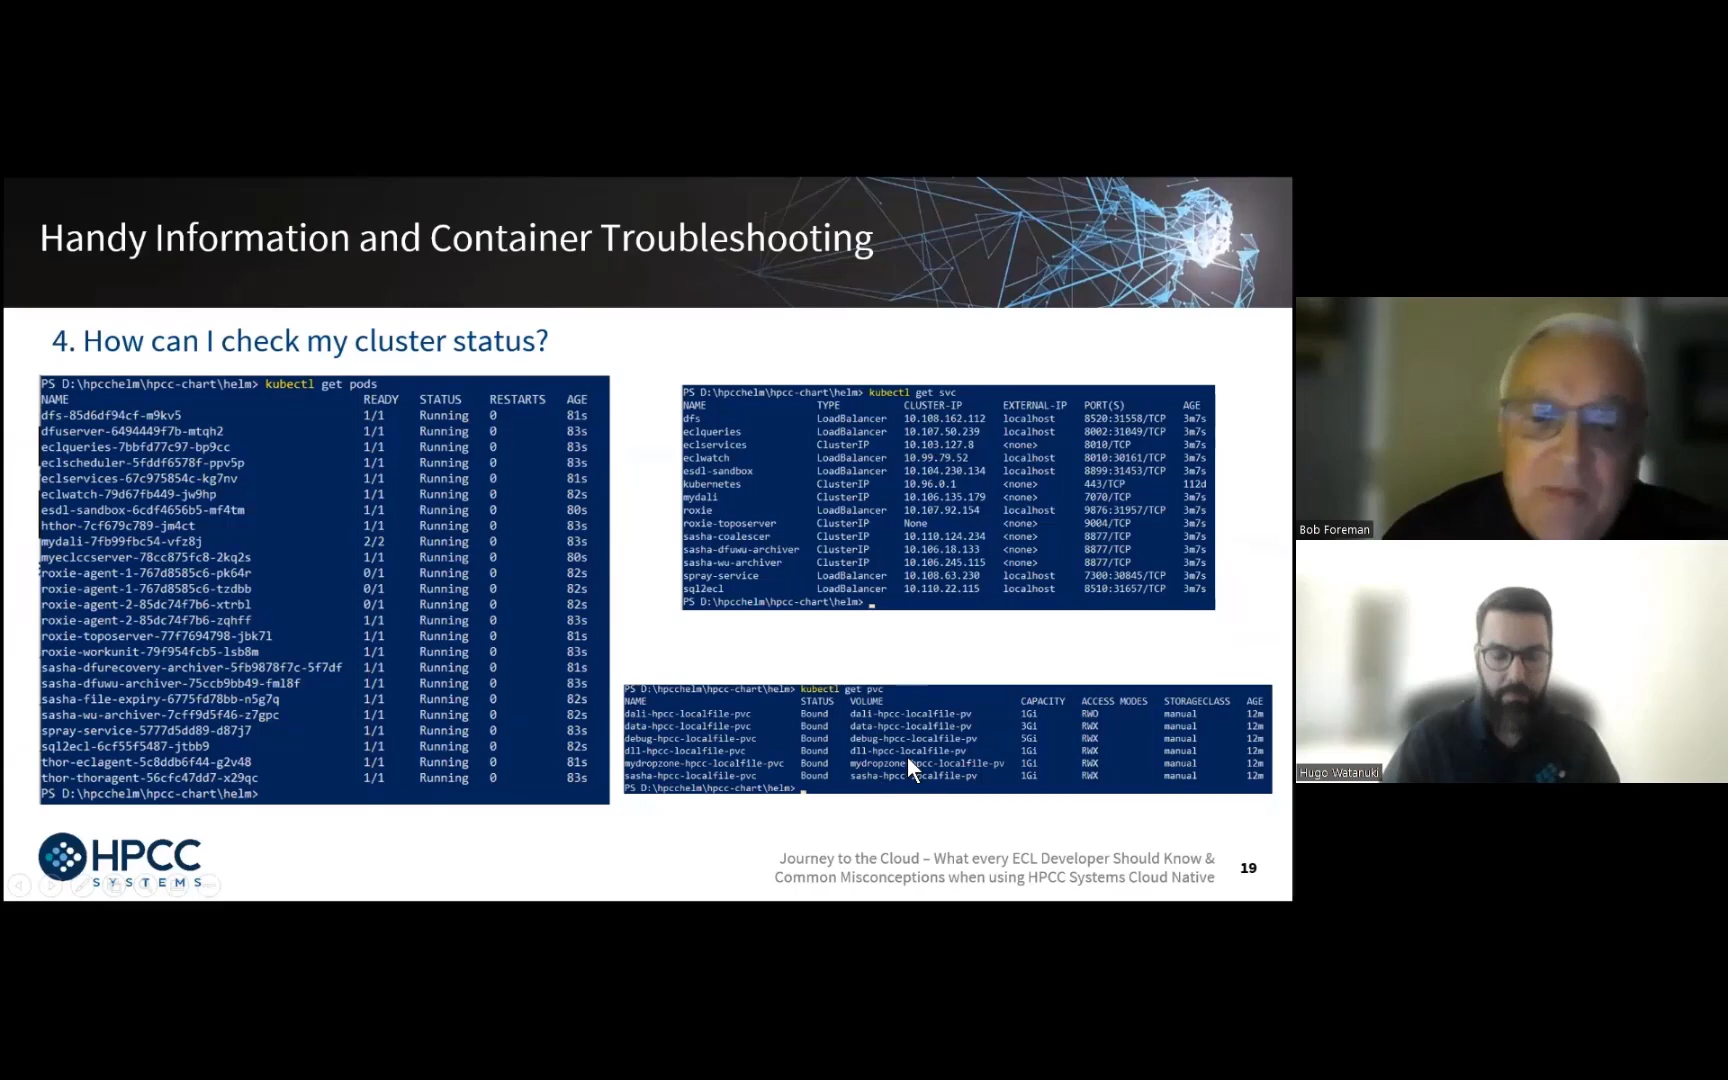 Handy Information and Container Troubleshooting
4. How can I check my cluster status?
PS D:\hpcchelm\hpcc-chart\helm> kubectl get pods
NAME READY STATUS RESTARTS AGE
dfs-85d6df94cf-m9kv5 1/1 Running 0 81s
dfuserver-6494449f7b-mtqh2 1/1 Running 0 83s
eclqueries-7bbfd77c97-bp9cc 1/1 Running 0 83s
eclscheduler-5fddf6578f-ppv5p 1/1 Running 0 83s
eclservices-67c975854c-kg7nv 1/1 Running 0 81s
eclwatch-79d67fb449-jw9hp 1/1 Running 0 82s
esdl-sandbox-6cdf4656b5-mf4tm 1/1 Running 0 80s
hthor-7cf679c789-jm4ct 1/1 Running 0 83s
mydali-7fb99fbc54-vfz8j 2/2 Running 0 83s
myeclccserver-78cc875fc8-2kq2s 1/1 Running 0 80s
roxie-agent-1-767d8585c6-pk64r 0/1 Running 0 82s
roxie-agent-1-767d8585c6-tzdbb 0/1 Running 0 82s
roxie-agent-2-85dc74f7b6-xtrbl 0/1 Running 0 82s
roxie-agent-2-85dc74f7b6-zqhff 0/1 Running 0 82s
roxie-toposerver-77f7694798-jbk7l 1/1 Running 0 81s
roxie-workunit-79f954fcb5-lsb8m 1/1 Running 0 83s
sasha-dfurecovery-archiver-5fb9878f7c-5f7df 1/1 Running 0 81s
sasha-dfuwu-archiver-75ccb9bb49-fml8f 1/1 Running 0 83s
sasha-file-expiry-6775fd78bb-n5g7q 1/1 Running 0 82s
sasha-wu-archiver-7cff9d5f46-z7gpc 1/1 Running 0 82s
spray-service-5777d5dd89-d87j7 1/1 Running 0 83s
sql2ecl-6cf55f5487-jtbb9 1/1 Running 0 82s
thor-eclagent-5c8ddb6f44-g2v48 1/1 Running 0 81s
thor-thoragent-56cfc47dd7-x29qc 1/1 Running 0 83s
PS D:\hpcchelm\hpcc-chart\helm>
PS D:\hpcchelm\hpcc-chart\helm> kubectl get svc
NAME TYPE CLUSTER-IP EXTERNAL-IP PORT(S) AGE
dfs LoadBalancer 10.108.162.112 localhost 8520:31558/TCP 3m7s
eclqueries LoadBalancer 10.107.50.239 localhost 8002:31049/TCP 3m7s
eclservices ClusterIP 10.103.127.8 <none> 8010/TCP 3m7s
eclwatch LoadBalancer 10.99.79.52 localhost 8010:30161/TCP 3m7s
esdl-sandbox LoadBalancer 10.104.230.134 localhost 8899:31453/TCP 3m7s
kubernetes ClusterIP 10.96.0.1 <none> 443/TCP 112d
mydali ClusterIP 10.106.135.179 <none> 7070/TCP 3m7s
roxie LoadBalancer 10.107.92.154 localhost 9876:31957/TCP 3m7s
roxie-toposerver ClusterIP None <none> 9004/TCP 3m7s
sasha-coalescer ClusterIP 10.110.124.234 <none> 8877/TCP 3m7s
sasha-dfuwu-archiver ClusterIP 10.106.18.133 <none> 8877/TCP 3m7s
sasha-wu-archiver ClusterIP 10.106.245.115 <none> 8877/TCP 3m7s
spray-service LoadBalancer 10.108.63.230 localhost 7300:30845/TCP 3m7s
sql2ecl LoadBalancer 10.110.22.115 localhost 8510:31657/TCP 3m7s
PS D:\hpcchelm\hpcc-chart\helm>
PS D:\hpcchelm\hpcc-chart\helm> kubectl get pvc
NAME STATUS VOLUME CAPACITY ACCESS MODES STORAGECLASS AGE
dali-hpcc-localfile-pvc Bound dali-hpcc-localfile-pv 1Gi RWO manual 12m
data-hpcc-localfile-pvc Bound data-hpcc-localfile-pv 3Gi RWX manual 12m
debug-hpcc-localfile-pvc Bound debug-hpcc-localfile-pv 5Gi RWX manual 12m
dll-hpcc-localfile-pvc Bound dll-hpcc-localfile-pv 1Gi RWX manual 12m
mydropzone-hpcc-localfile-pvc Bound mydropzone-hpcc-localfile-pv 1Gi RWX manual 12m
sasha-hpcc-localfile-pvc Bound sasha-hpcc-localfile-pv 1Gi RWX manual 12m
PS D:\hpcchelm\hpcc-chart\helm>
HPCC
SYSTEMS
Journey to the Cloud – What every ECL Developer Should Know &
Common Misconceptions when using HPCC Systems Cloud Native
19
Bob Foreman
Hugo Watanuki